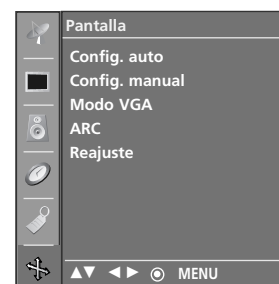 Pantalla
Config. auto
Config. manual
Modo VGA
ARC
Reajuste
▲▼ ◄► ⦿ MENU